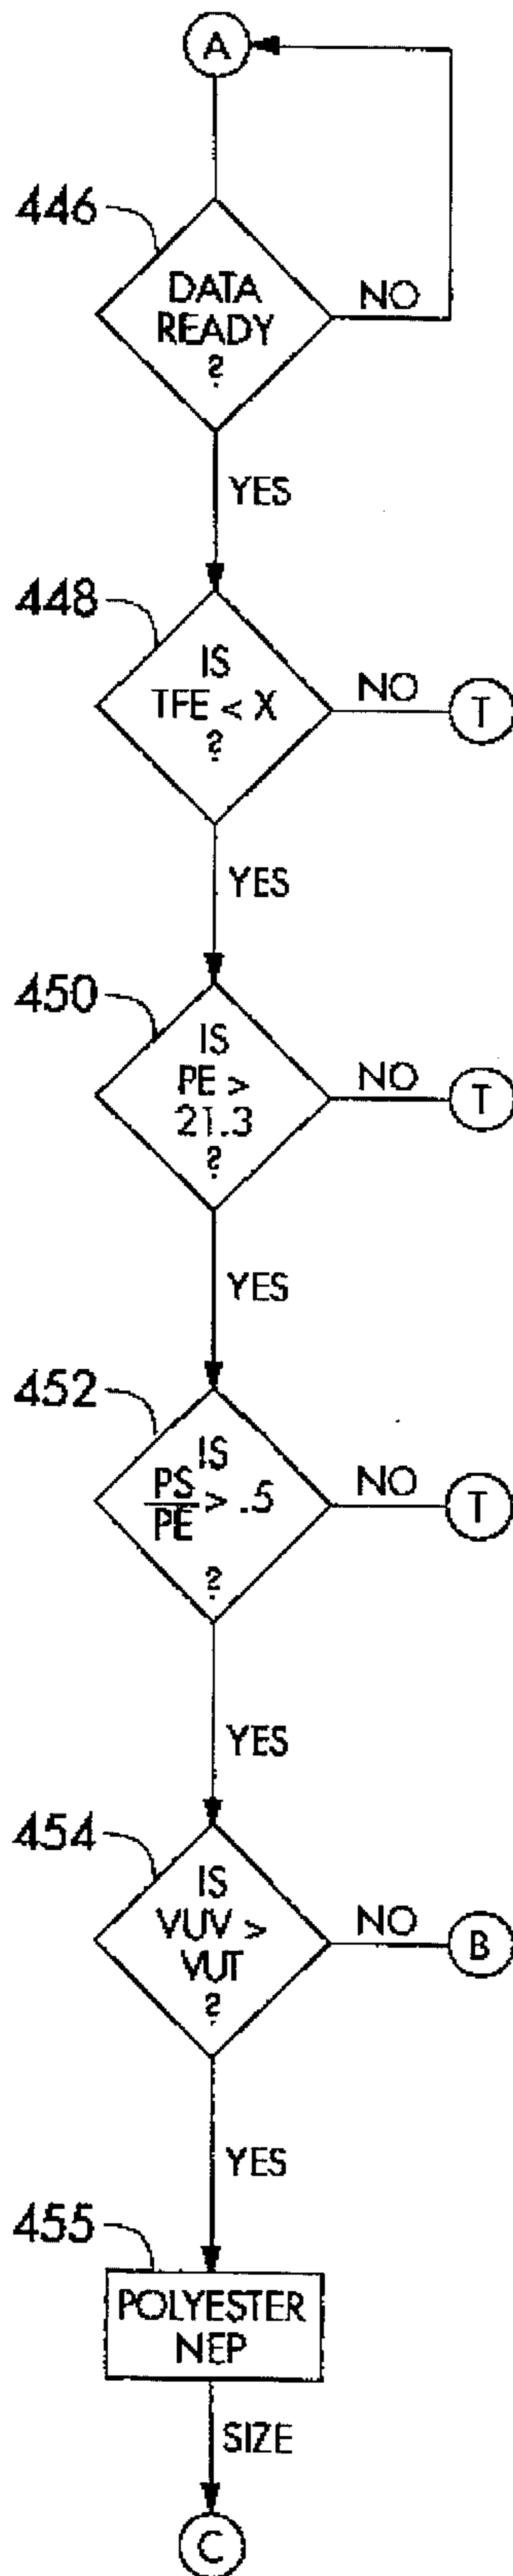 A
446
DATA
READY
?
NO
YES
448
IS
TFE < X
?
NO
T
YES
450
IS
PE >
21.3
?
NO
T
YES
452
IS
PS
PE > .5
?
NO
T
YES
454
IS
VUV >
VUT
?
NO
B
YES
455
POLYESTER
NEP
SIZE
C